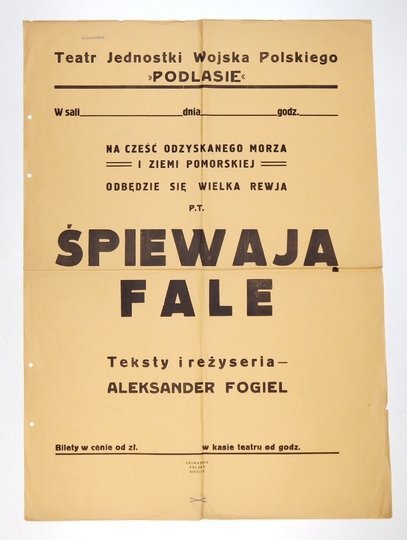 Teatr Jednostki Wojska Polskiego
»PODLASIE«
W sali dnia godz.
NA CZEŚĆ ODZYSKANEGO MORZA
I ZIEMI POMORSKIEJ
ODBĘDZIE SIĘ WIELKA REWJA
P.T.
ŚPIEWAJĄ
FALE
Teksty i reżyseria —
ALEKSANDER FOGIEL
Bilety w cenie od zł. w kasie teatru od godz.